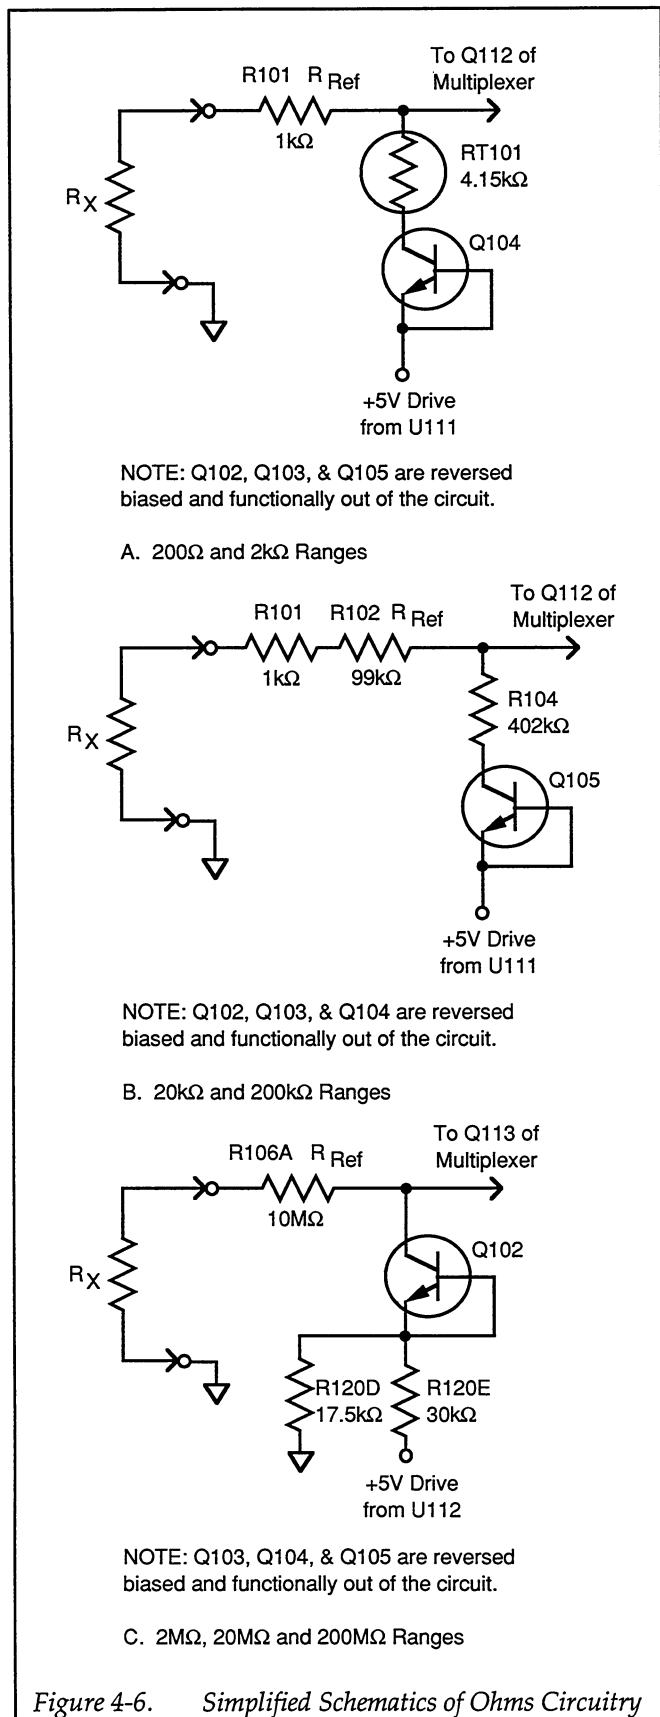 To Q112 of
Multiplexer
R101 R Ref
1kΩ
RT101
4.15kΩ
RX
Q104
+5V Drive
from U111
NOTE: Q102, Q103, & Q105 are reversed
biased and functionally out of the circuit.
A. 200Ω and 2kΩ Ranges
To Q112 of
Multiplexer
R101 R102 R Ref
1kΩ 99kΩ
R104
402kΩ
RX
Q105
+5V Drive
from U111
NOTE: Q102, Q103, & Q104 are reversed
biased and functionally out of the circuit.
B. 20kΩ and 200kΩ Ranges
To Q113 of
Multiplexer
R106A R Ref
10MΩ
Q102
RX
R120D
17.5kΩ
R120E
30kΩ
+5V Drive
from U112
NOTE: Q103, Q104, & Q105 are reversed
biased and functionally out of the circuit.
C. 2MΩ, 20MΩ and 200MΩ Ranges
Figure 4-6. Simplified Schematics of Ohms Circuitry